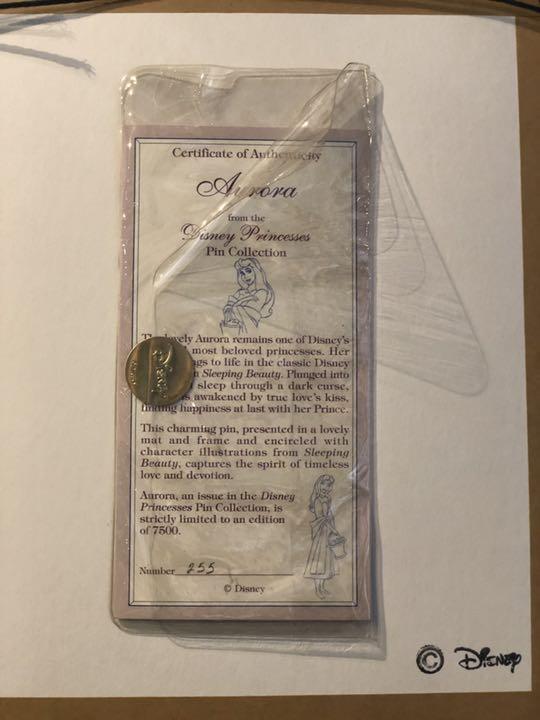 Certificate of Authenticity
Aurora
from the
Disney Princesses
Pin Collection
The lovely Aurora remains one of Disney's
most beloved princesses. Her
gs to life in the classic Disney
Sleeping Beauty. Plunged into
sleep through a dark curse,
is awakened by true love's kiss,
finding happiness at last with her Prince.
This charming pin, presented in a lovely
mat and frame and encircled with
character illustrations from Sleeping
Beauty, captures the spirit of timeless
love and devotion.
Aurora, an issue in the Disney
Princesses Pin Collection, is
strictly limited to an edition
of 7500.
Number 255
© Disney
Disney
© Disney